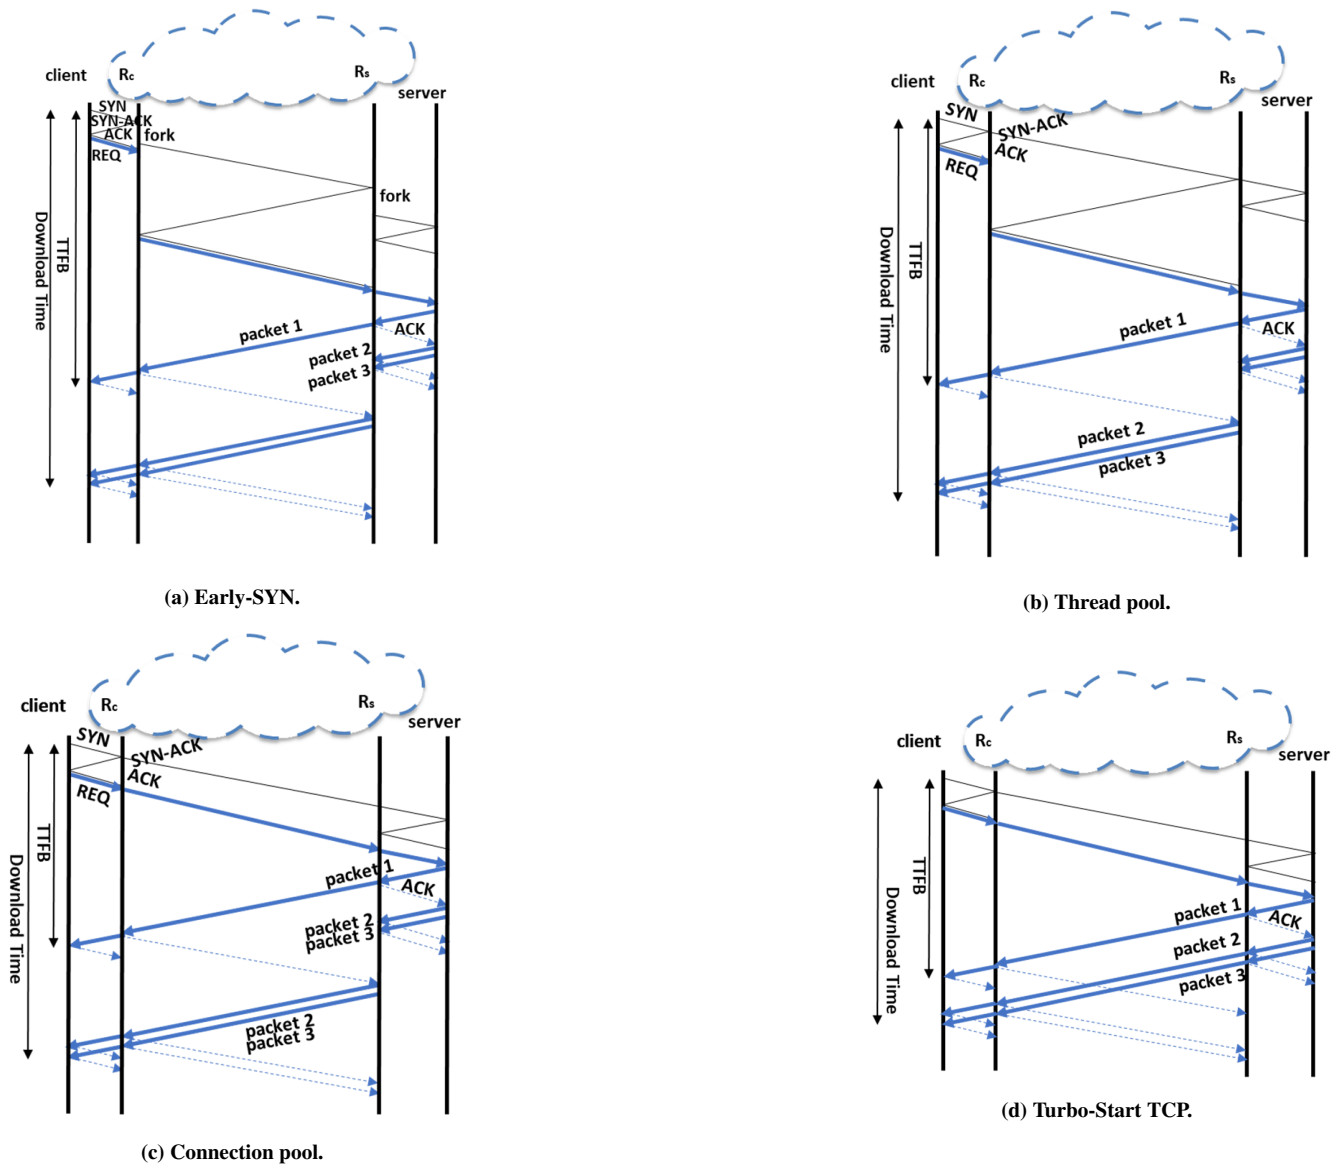 client
Rc
Rs
server
SYN
SYN-ACK
ACK
fork
REQ
fork
Download Time
TTFB
packet 1
ACK
packet 2
packet 3
(a) Early-SYN.
client
Rc
Rs
server
SYN
SYN-ACK
ACK
REQ
Download Time
TTFB
packet 1
ACK
packet 2
packet 3
(b) Thread pool.
client
Rc
Rs
server
SYN
SYN-ACK
ACK
REQ
TTFB
Download Time
packet 1
ACK
packet 2
packet 3
packet 2
packet 3
(c) Connection pool.
client
Rc
Rs
server
TTFB
Download Time
packet 1
ACK
packet 2
packet 3
(d) Turbo-Start TCP.